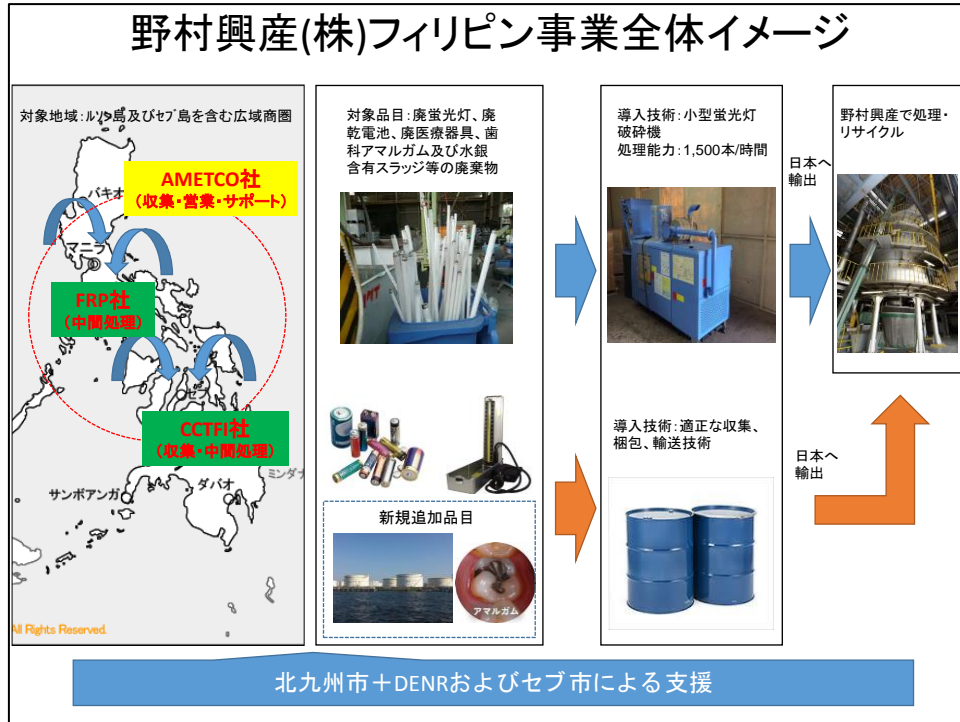 野村興産(株)フィリピン事業全体イメージ
対象地域：ﾙｿﾝ島及びｾﾌﾞ島を含む広域商圏
AMETCO社
（収集・営業・サポート）
バキオ
マニラ
FRP社
（中間処理）
セ
CCTFI社
（収集・中間処理）
ミンダナ
サンボアンガ
ダバオ
All Rights Reserved.
対象品目：廃蛍光灯、廃
乾電池、廃医療器具、歯
科アマルガム及び水銀
含有スラッジ等の廃棄物
新規追加品目
アマルガム
導入技術：小型蛍光灯
破砕機
処理能力：1,500本/時間
導入技術：適正な収集、
梱包、輸送技術
日本へ
輸出
日本へ
輸出
野村興産で処理・
リサイクル
北九州市＋DENRおよびセブ市による支援